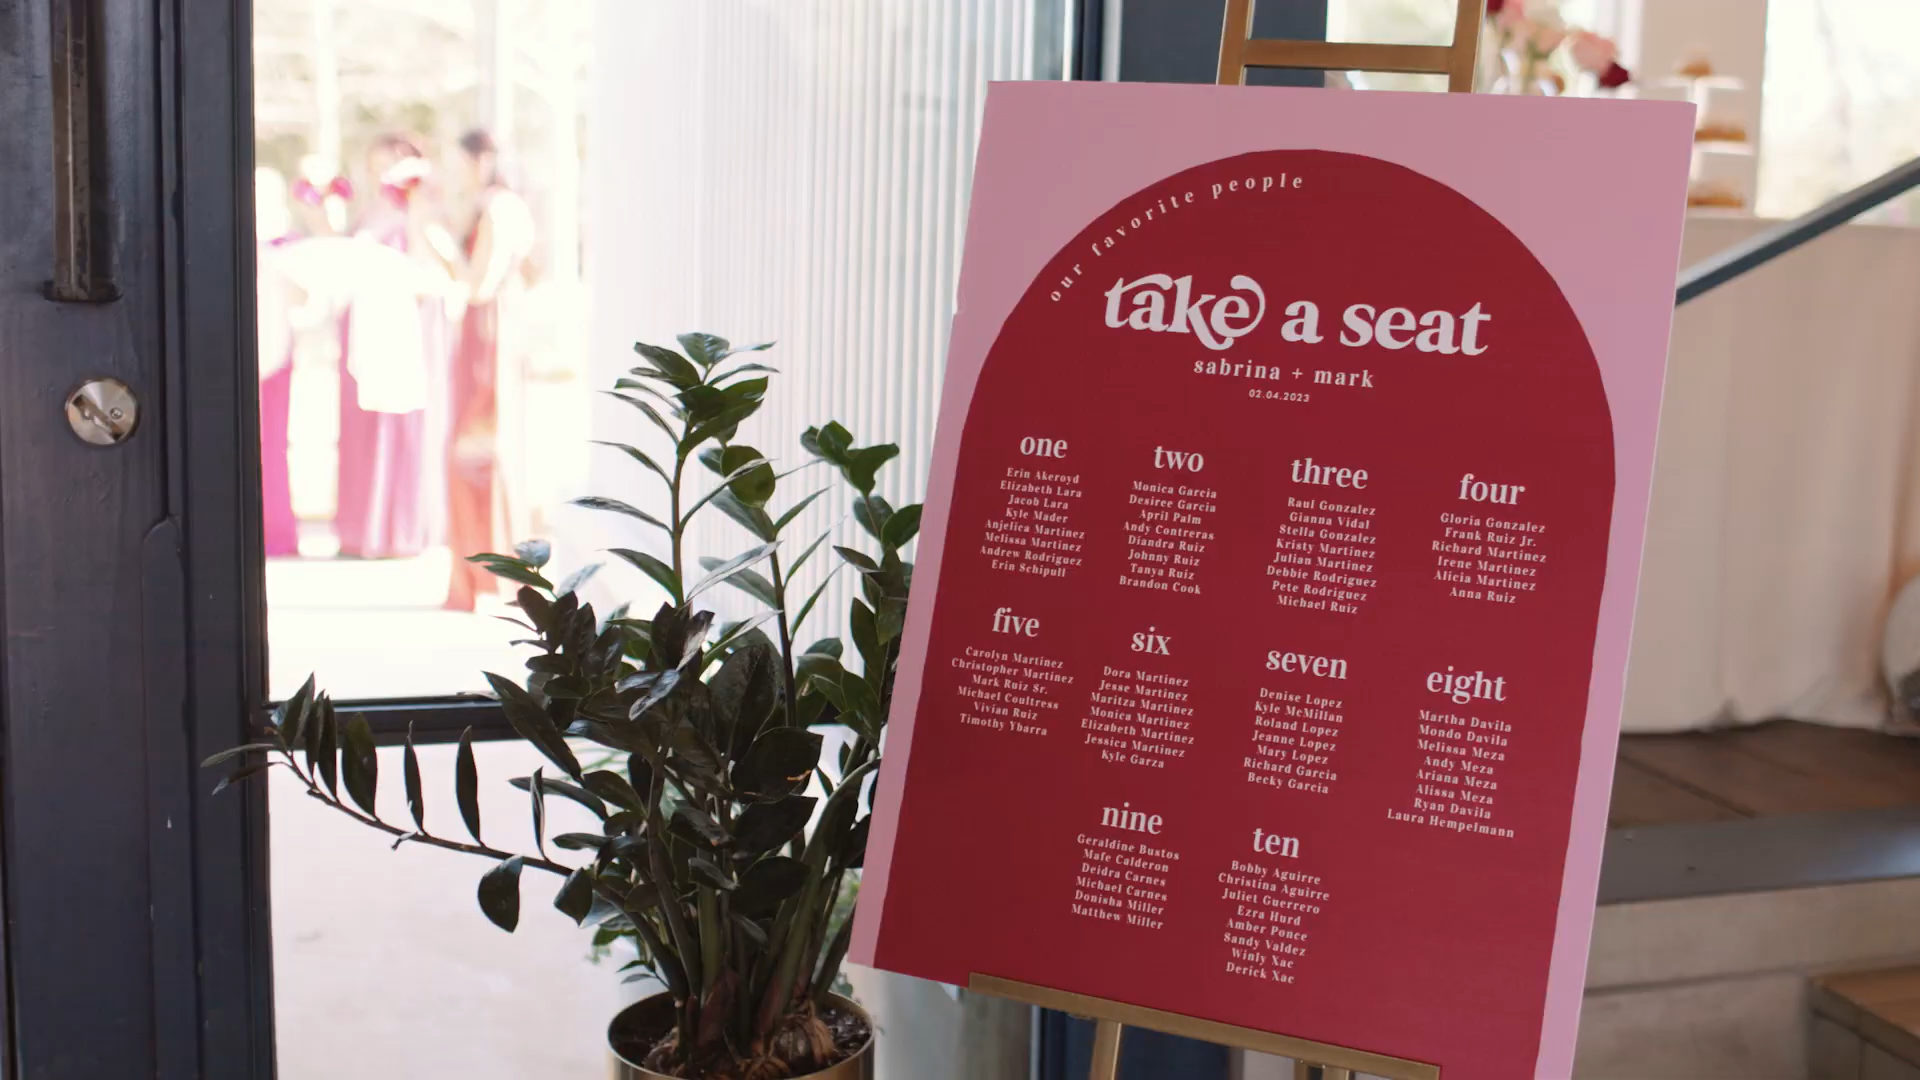 our favorite people
take a seat
sabrina + mark
02.04.2023
one
Erin Akeroyd
Elizabeth Lara
Jacob Lara
Kyle Mader
Anjelica Martinez
Melissa Martinez
Andrew Rodriguez
Erin Schipull
two
Monica Garcia
Desiree Garcia
April Palm
Andy Contreras
Diandra Ruiz
Johnny Ruiz
Tanya Ruiz
Brandon Cook
three
Raul Gonzalez
Gianna Vidal
Stella Gonzalez
Kristy Martinez
Julian Martinez
Debbie Rodriguez
Pete Rodriguez
Michael Ruiz
four
Gloria Gonzalez
Frank Ruiz Jr.
Richard Martinez
Irene Martinez
Alicia Martinez
Anna Ruiz
five
Carolyn Martinez
Christopher Martinez
Mark Ruiz Sr.
Michael Coultress
Vivian Ruiz
Timothy Ybarra
six
Dora Martinez
Jesse Martinez
Maritza Martinez
Monica Martinez
Elizabeth Martinez
Jessica Martinez
Kyle Garza
seven
Denise Lopez
Kyle McMillan
Roland Lopez
Jeanne Lopez
Mary Lopez
Richard Garcia
Becky Garcia
eight
Martha Davila
Mondo Davila
Melissa Meza
Andy Meza
Ariana Meza
Alissa Meza
Ryan Davila
Laura Hempelmann
nine
Geraldine Bustos
Mafe Calderon
Deidra Carnes
Michael Carnes
Donisha Miller
Matthew Miller
ten
Bobby Aguirre
Christina Aguirre
Juliet Guerrero
Ezra Hurd
Amber Ponce
Sandy Valdez
Winly Xac
Derick Xac